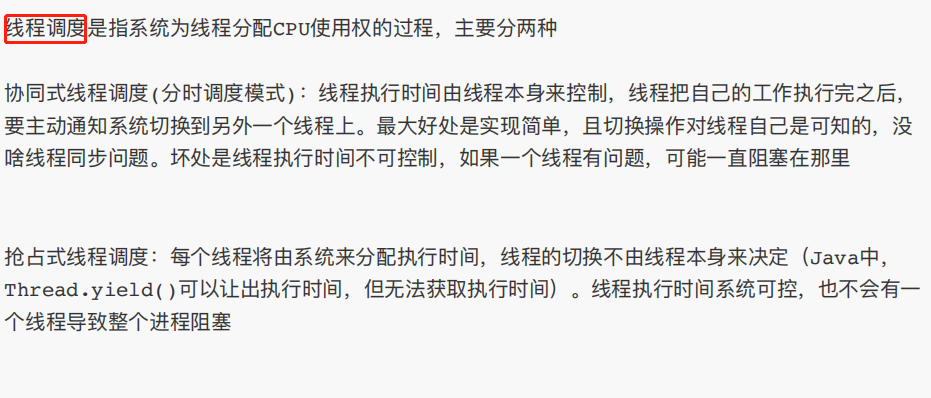 线程调度是指系统为线程分配CPU使用权的过程，主要分两种
协同式线程调度(分时调度模式)：线程执行时间由线程本身来控制，线程把自己的工作执行完之后，
要主动通知系统切换到另外一个线程上。最大好处是实现简单，且切换操作对线程自己是可知的，没
啥线程同步问题。坏处是线程执行时间不可控制，如果一个线程有问题，可能一直阻塞在那里
抢占式线程调度：每个线程将由系统来分配执行时间，线程的切换不由线程本身来决定（Java中，
Thread.yield()可以让出执行时间，但无法获取执行时间）。线程执行时间系统可控，也不会有一
个线程导致整个进程阻塞